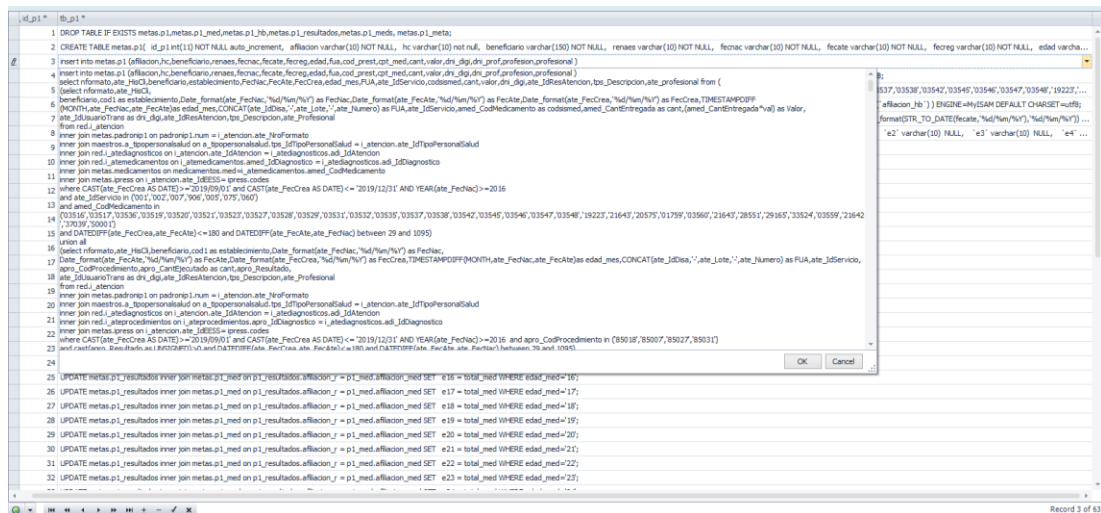 id_p1 * tb_p1 *
1 DROP TABLE IF EXISTS metas.p1,metas.p1_med,metas.p1_hb,metas.p1_resultados,metas.p1_meds, metas.p1_meta;
2 CREATE TABLE metas.p1( id_p1 int(11) NOT NULL auto_increment, afiliacion varchar(10) NOT NULL, hc varchar(10) not null, beneficiario varchar(150) NOT NULL, renaes varchar(10) NOT NULL, fecnac varchar(10) NOT NULL, fecate varchar(10) NOT NULL, fecreg varchar(10) NOT NULL, edad varcha...
3 insert into metas.p1 (afiliacion,hc,beneficiario,renaes,fecnac,fecate,fecreg,edad,fua,cod_prest,cpt_med,cant,valor,dni_digi,dni_prof,profesion,profesional )
4 insert into metas.p1 (afiliacion,hc,beneficiario,renaes,fecnac,fecate,fecreg,edad,fua,cod_prest,cpt_med,cant,valor,dni_digi,dni_prof,profesion,profesional )
select nformato,ate_HisCli,beneficiario,establecimiento,FecNac,FecAte,FecCrea,edad_mes,FUA,ate_IdServicio,codsismed,cant,valor,dni_digi,ate_IdResAtencion,tps_Descripcion,ate_profesional from (
5 (select nformato,ate_HisCli,
6 beneficiario,cod1 as establecimiento,Date_format(ate_FecNac,'%d/%m/%Y') as FecNac,Date_format(ate_FecAte,'%d/%m/%Y') as FecAte,Date_format(ate_FecCrea,'%d/%m/%Y') as FecCrea,TIMESTAMPDIFF
(MONTH,ate_FecNac,ate_FecAte)as edad_mes,CONCAT(ate_IdDisa,'-',ate_Lote,'-',ate_Numero) as FUA,ate_IdServicio,amed_CodMedicamento as codsismed,amed_CantEntregada as cant,(amed_CantEntregada*val) as Valor,
7 ate_IdUsuarioTrans as dni_digi,ate_IdResAtencion,tps_Descripcion,ate_Profesional
from red.i_atencion
8 inner join metas.padronip1 on padronip1.num = i_atencion.ate_NroFormato
9 inner join maestros.a_tipopersonalsalud on a_tipopersonalsalud.tps_IdTipoPersonalSalud = i_atencion.ate_IdTipoPersonalSalud
inner join red.i_atediagnosticos on i_atencion.ate_IdAtencion = i_atediagnosticos.adi_IdAtencion
10 inner join red.i_atemedicamentos on i_atemedicamentos.amed_IdDiagnostico = i_atediagnosticos.adi_IdDiagnostico
11 inner join metas.medicamentos on medicamentos.med=i_atemedicamentos.amed_CodMedicamento
inner join metas.ipress on i_atencion.ate_IdEESS= ipress.codes
12 where CAST(ate_FecCrea AS DATE)>='2019/09/01' and CAST(ate_FecCrea AS DATE)<= '2019/12/31' AND YEAR(ate_FecNac)>=2016
and ate_IdServicio in ('001','002','007','906','005','075','060')
13 and amed_CodMedicamento in
14 ('03516','03517','03536','03519','03520','03521','03523','03527','03528','03529','03531','03532','03535','03537','03538','03542','03545','03546','03547','03548','19223','21643','20575','01759','03560','21643','28551','29165','33524','03559','21642
','37039','S0001')
15 and DATEDIFF(ate_FecCrea,ate_FecAte)<=180 and DATEDIFF(ate_FecAte,ate_FecNac) between 29 and 1095)
union all
16 (select nformato,ate_HisCli,beneficiario,cod1 as establecimiento,Date_format(ate_FecNac,'%d/%m/%Y') as FecNac,
17 Date_format(ate_FecAte,'%d/%m/%Y') as FecAte,Date_format(ate_FecCrea,'%d/%m/%Y') as FecCrea,TIMESTAMPDIFF(MONTH,ate_FecNac,ate_FecAte)as edad_mes,CONCAT(ate_IdDisa,'-',ate_Lote,'-',ate_Numero) as FUA,ate_IdServicio,
apro_CodProcedimiento,apro_CantEjecutado as cant,apro_Resultado,
18 ate_IdUsuarioTrans as dni_digi,ate_IdResAtencion,tps_Descripcion,ate_Profesional
from red.i_atencion
19 inner join metas.padronip1 on padronip1.num = i_atencion.ate_NroFormato
20 inner join maestros.a_tipopersonalsalud on a_tipopersonalsalud.tps_IdTipoPersonalSalud = i_atencion.ate_IdTipoPersonalSalud
inner join red.i_atediagnosticos on i_atencion.ate_IdAtencion = i_atediagnosticos.adi_IdAtencion
21 inner join red.i_ateprocedimientos on i_ateprocedimientos.apro_IdDiagnostico = i_atediagnosticos.adi_IdDiagnostico
22 inner join metas.ipress on i_atencion.ate_IdEESS= ipress.codes
where CAST(ate_FecCrea AS DATE)>='2019/09/01' and CAST(ate_FecCrea AS DATE)<= '2019/12/31' AND YEAR(ate_FecNac)>=2016 and apro_CodProcedimiento in ('85018','85007','85027','85031')
23 and cast(apro_Resultado as UNSIGNED)>0 and DATEDIFF(ate_FecCrea,ate_FecAte)<=180 and DATEDIFF(ate_FecAte,ate_FecNac) between 29 and 1095)
8;
537','03538','03542','03545','03546','03547','03548','19223','...
` afiliacion_hb ` ) ) ENGINE=MyISAM DEFAULT CHARSET=utf8;
_format(STR_TO_DATE(fecate,'%d/%m/%Y'),'%d/%m/%Y')) ...
` e2` varchar(10) NULL, `e3` varchar(10) NULL, `e4` ...
24 OK Cancel
25 UPDATE metas.p1_resultados inner join metas.p1_med on p1_resultados.afiliacion_r = p1_med.afiliacion_med SET e16 = total_med WHERE edad_med='16';
26 UPDATE metas.p1_resultados inner join metas.p1_med on p1_resultados.afiliacion_r = p1_med.afiliacion_med SET e17 = total_med WHERE edad_med='17';
27 UPDATE metas.p1_resultados inner join metas.p1_med on p1_resultados.afiliacion_r = p1_med.afiliacion_med SET e18 = total_med WHERE edad_med='18';
28 UPDATE metas.p1_resultados inner join metas.p1_med on p1_resultados.afiliacion_r = p1_med.afiliacion_med SET e19 = total_med WHERE edad_med='19';
29 UPDATE metas.p1_resultados inner join metas.p1_med on p1_resultados.afiliacion_r = p1_med.afiliacion_med SET e20 = total_med WHERE edad_med='20';
30 UPDATE metas.p1_resultados inner join metas.p1_med on p1_resultados.afiliacion_r = p1_med.afiliacion_med SET e21 = total_med WHERE edad_med='21';
31 UPDATE metas.p1_resultados inner join metas.p1_med on p1_resultados.afiliacion_r = p1_med.afiliacion_med SET e22 = total_med WHERE edad_med='22';
32 UPDATE metas.p1_resultados inner join metas.p1_med on p1_resultados.afiliacion_r = p1_med.afiliacion_med SET e23 = total_med WHERE edad_med='23';
Record 3 of 63